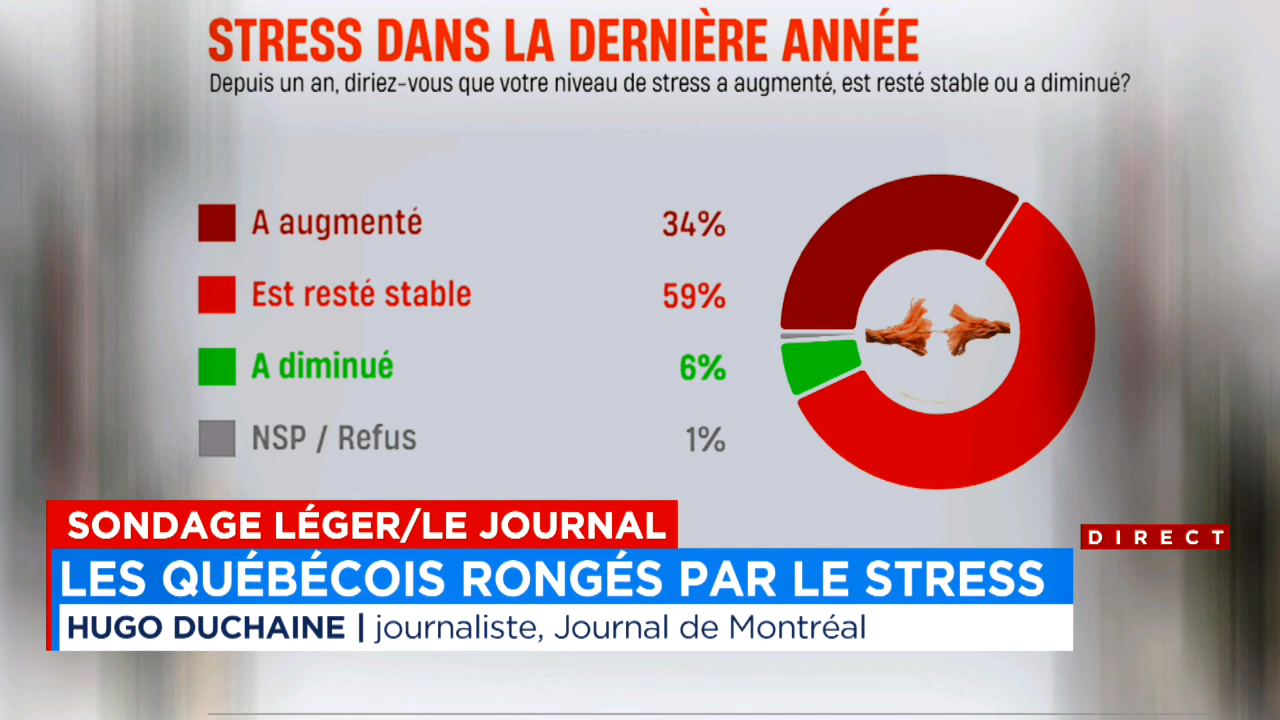 STRESS DANS LA DERNIÈRE ANNÉE
Depuis un an, diriez-vous que votre niveau de stress a augmenté, est resté stable ou a diminué?
A augmenté 34%
Est resté stable 59%
A diminué 6%
NSP / Refus 1%
SONDAGE LÉGER/LE JOURNAL
DIRECT
LES QUÉBÉCOIS RONGÉS PAR LE STRESS
HUGO DUCHAINE | journaliste, Journal de Montréal